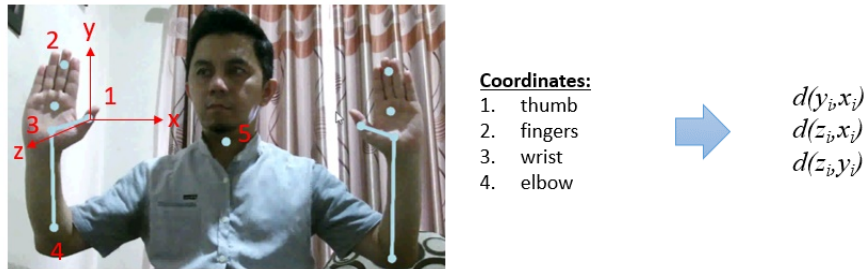 y
2
1
x
3
z
5
4
Coordinates:
1. thumb
2. fingers
3. wrist
4. elbow
d(yᵢ,xᵢ)
d(zᵢ,xᵢ)
d(zᵢ,yᵢ)